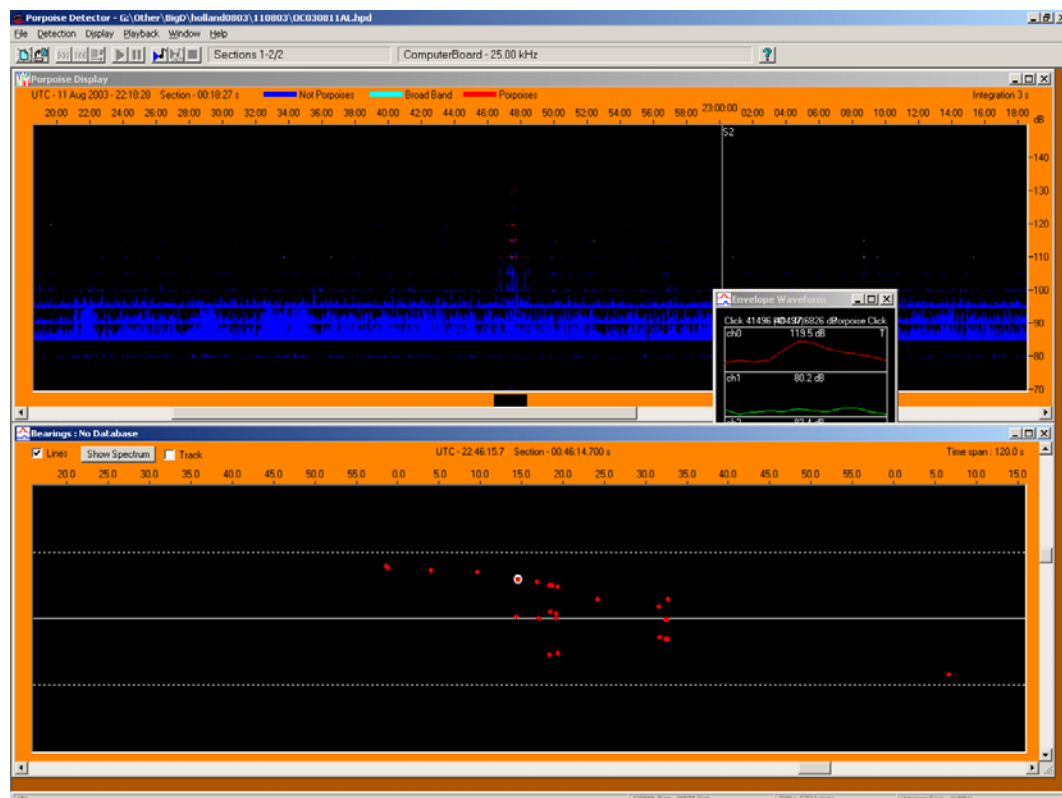 Porpoise Detector - G:\Other\BigD\holland0803\110803\OC030811AL.hpd
File Detection Display Playback Window Help
Sections 1-2/2 ComputerBoard - 25.00 kHz
Porpoise Display
UTC - 11 Aug 2003 - 22:18:28 Section - 00:18:27 s Not Porpoises Broad Band Porpoises Integration 3 s
20:00 22:00 24:00 26:00 28:00 30:00 32:00 34:00 36:00 38:00 40:00 42:00 44:00 46:00 48:00 50:00 52:00 54:00 56:00 58:00 23:00:00 02:00 04:00 06:00 08:00 10:00 12:00 14:00 16:00 18:00 dB
S2
-140
-130
-120
-110
-100
-90
-80
-70
Envelope Waveform
Click 41496 Porpoise Click
ch0 119.5 dB T
ch1 80.2 dB
Bearings : No Database
Lines Show Spectrum Track UTC - 22:46:15.7 Section - 00:46:14.700 s Time span : 120.0 s
20.0 25.0 30.0 35.0 40.0 45.0 50.0 55.0 0.0 5.0 10.0 15.0 20.0 25.0 30.0 35.0 40.0 45.0 50.0 55.0 0.0 5.0 10.0 15.0